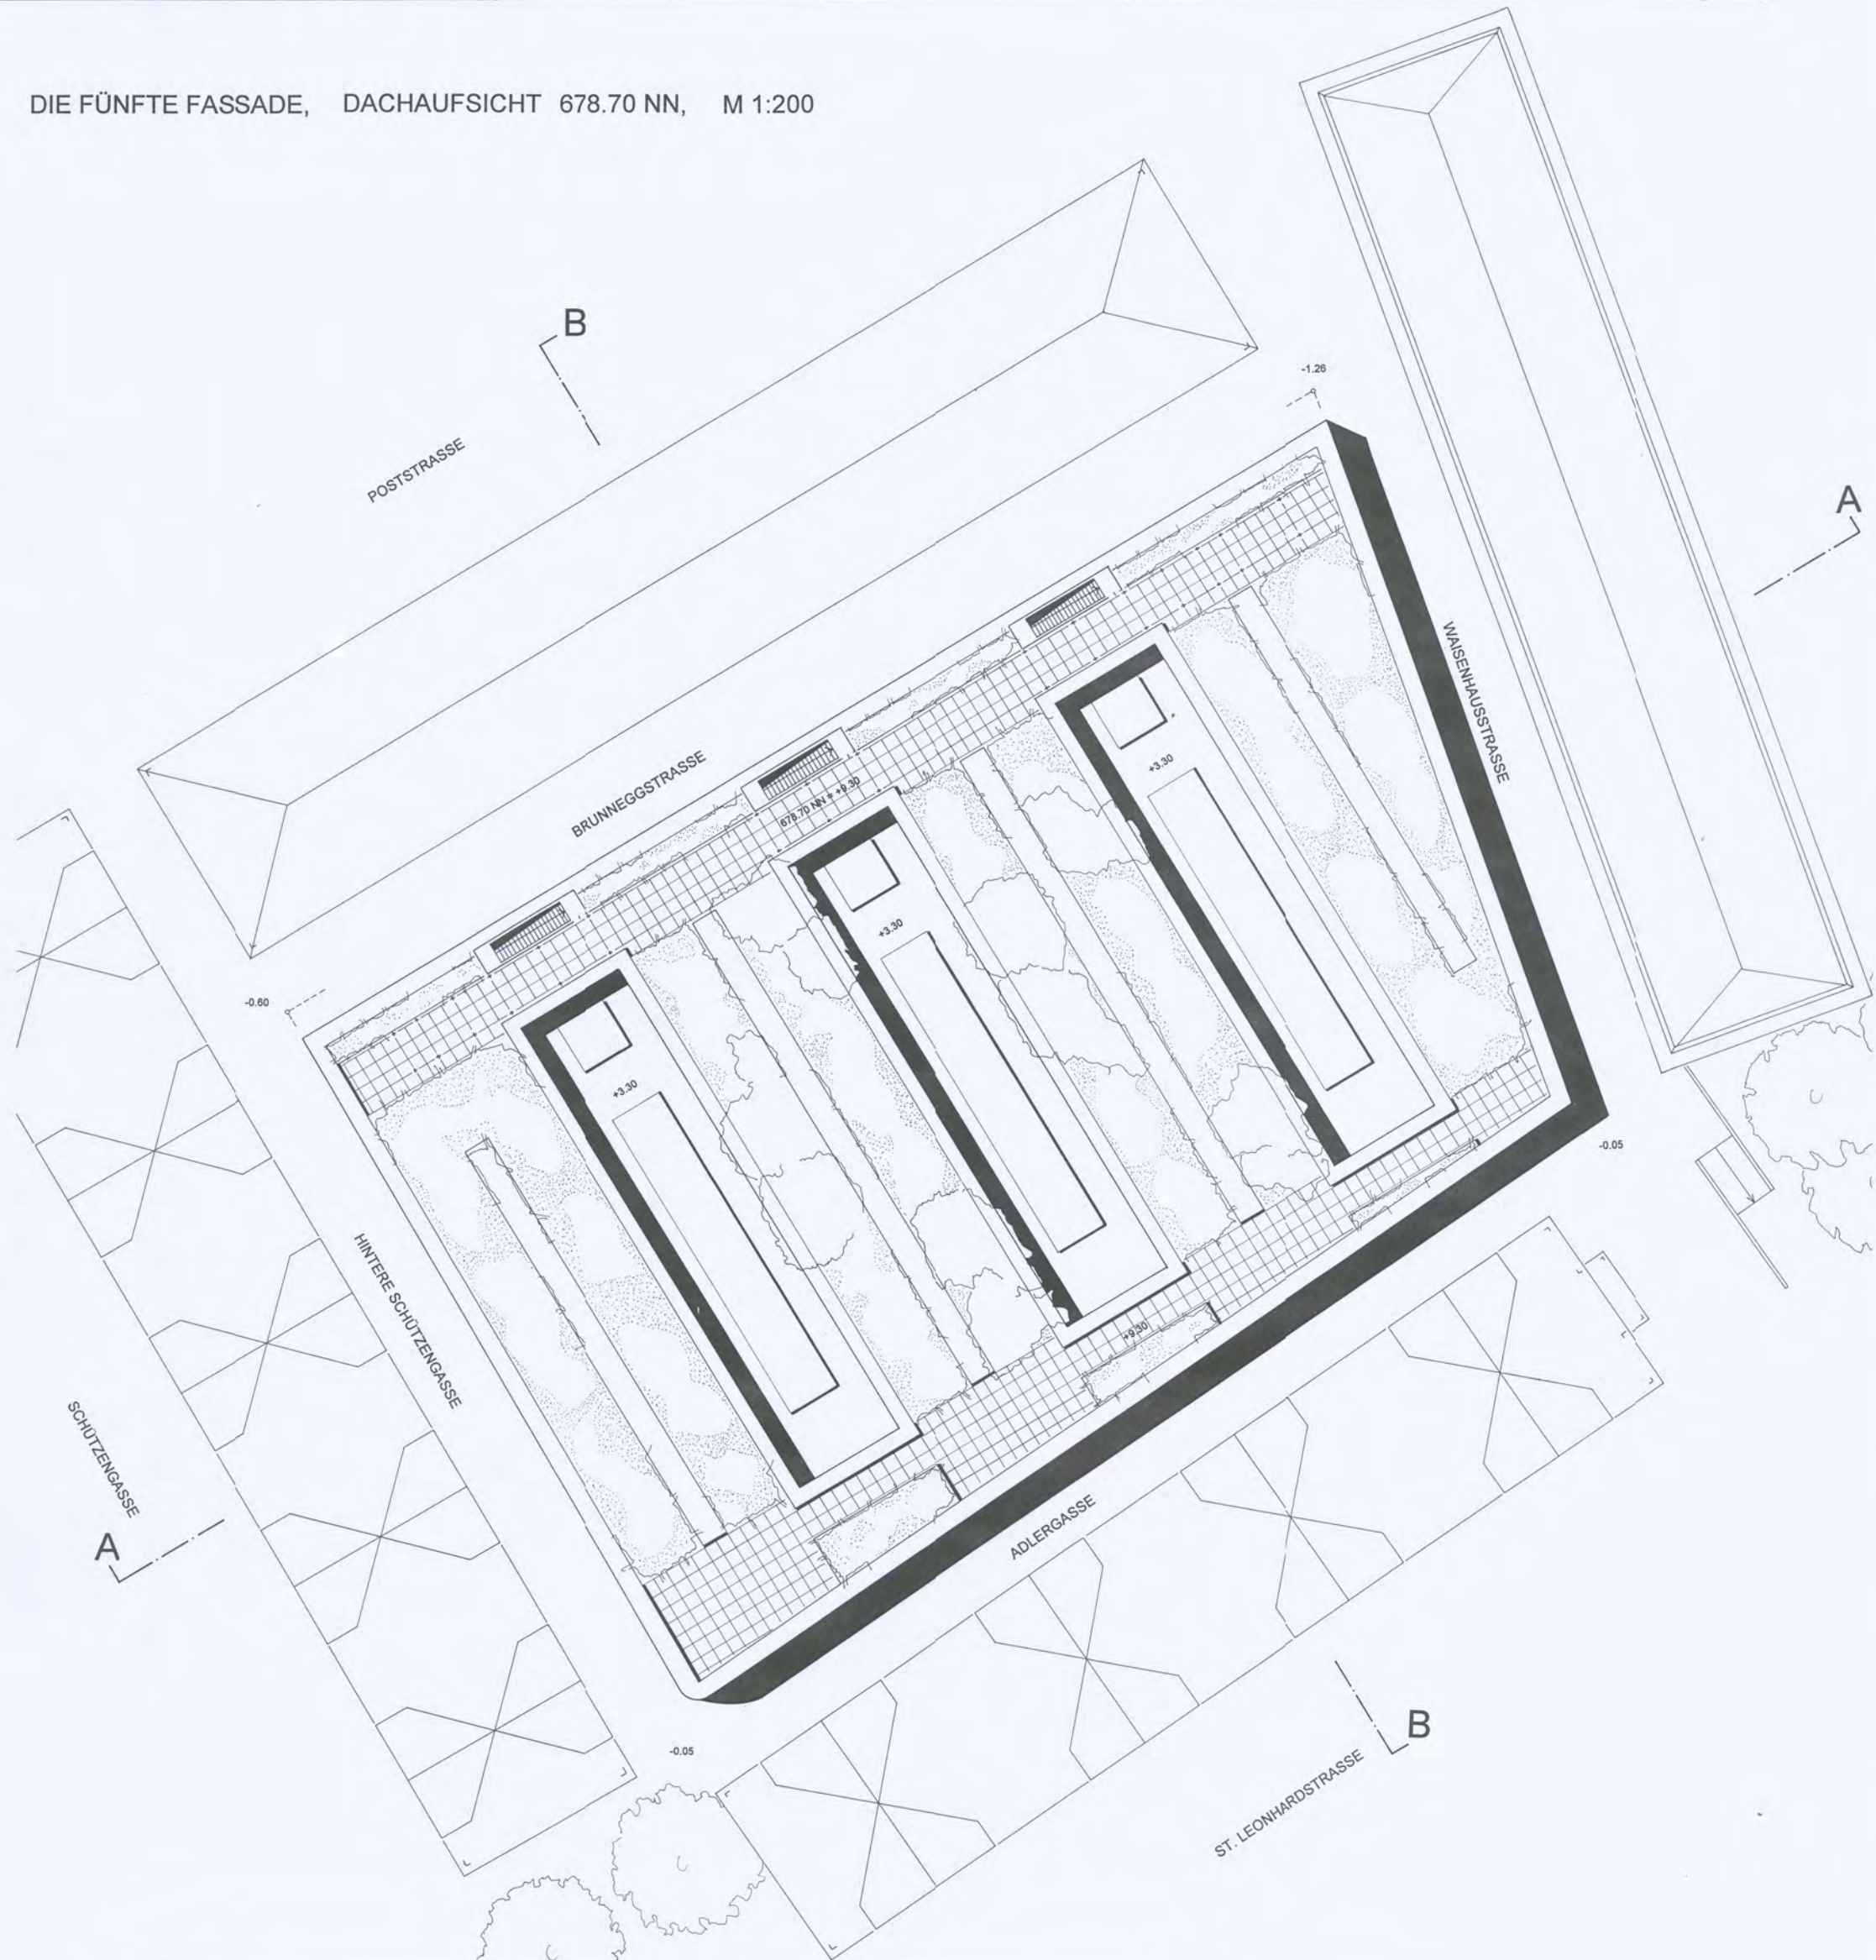 DIE FÜNFTE FASSADE, DACHAUFSICHT 678.70 NN, M 1:200
B
-1.26
POSTSTRASSE
A
WAISENHAUSSTRASSE
BRUNNEGGSTRASSE
678.70 NN = +9.30
+3.30
+3.30
+3.30
-0.60
-0.05
HINTERE SCHÜTZENGASSE
+9.30
SCHÜTZENGASSE
A
ADLERGASSE
-0.05
B
ST. LEONHARDSTRASSE